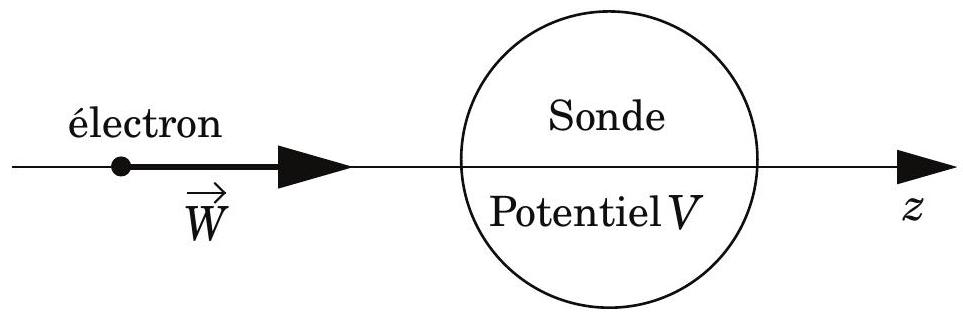 Sonde
électron
W
Potentiel V
z